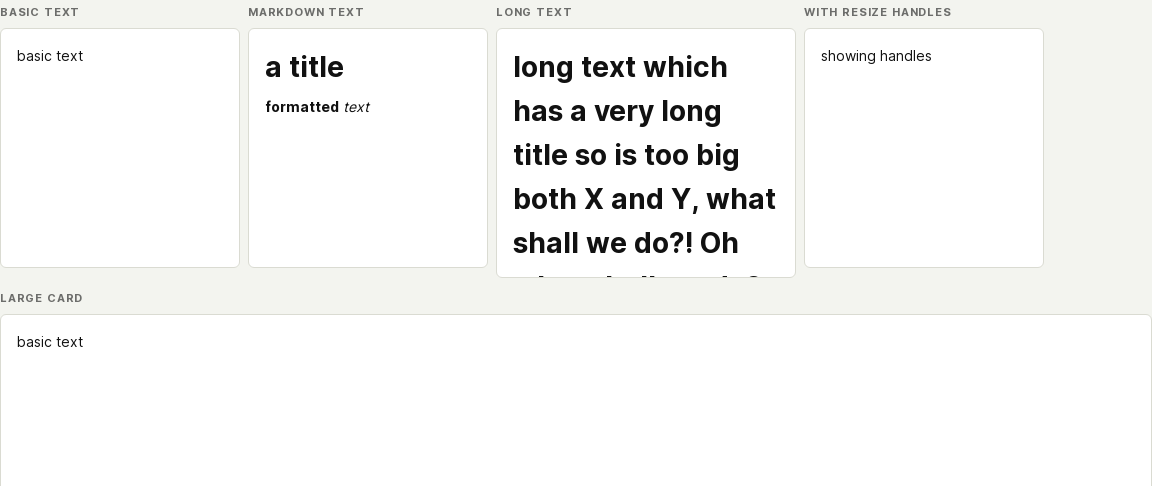 BASIC TEXT
basic text
MARKDOWN TEXT
a title
formatted text
LONG TEXT
long text which
has a very long
title so is too big
both X and Y, what
shall we do?! Oh
WITH RESIZE HANDLES
showing handles
LARGE CARD
basic text